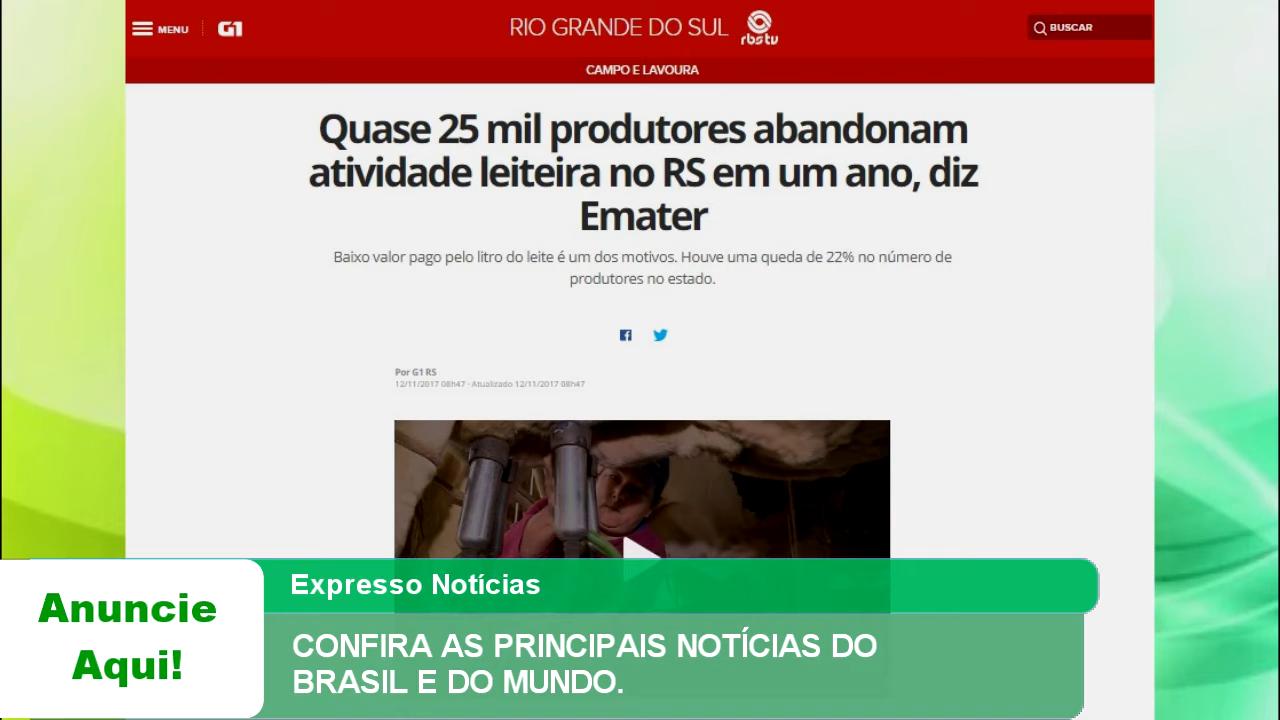 MENU
G1
RIO GRANDE DO SUL
rbs tv
BUSCAR
CAMPO E LAVOURA
Quase 25 mil produtores abandonam
atividade leiteira no RS em um ano, diz
Emater
Baixo valor pago pelo litro do leite é um dos motivos. Houve uma queda de 22% no número de
produtores no estado.
Por G1 RS
12/11/2017 08h47 · Atualizado 12/11/2017 08h47
Anuncie
Aqui!
Expresso Notícias
CONFIRA AS PRINCIPAIS NOTÍCIAS DO
BRASIL E DO MUNDO.